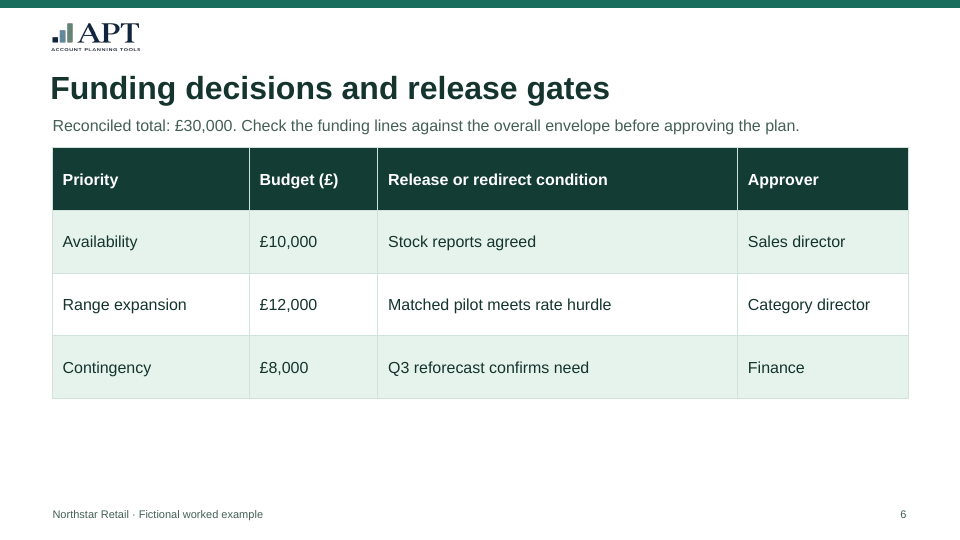 APT
ACCOUNT PLANNING TOOLS
Funding decisions and release gates
Reconciled total: £30,000. Check the funding lines against the overall envelope before approving the plan.
Priority Budget (£) Release or redirect condition Approver
Availability £10,000 Stock reports agreed Sales director
Range expansion £12,000 Matched pilot meets rate hurdle Category director
Contingency £8,000 Q3 reforecast confirms need Finance
Northstar Retail · Fictional worked example 6